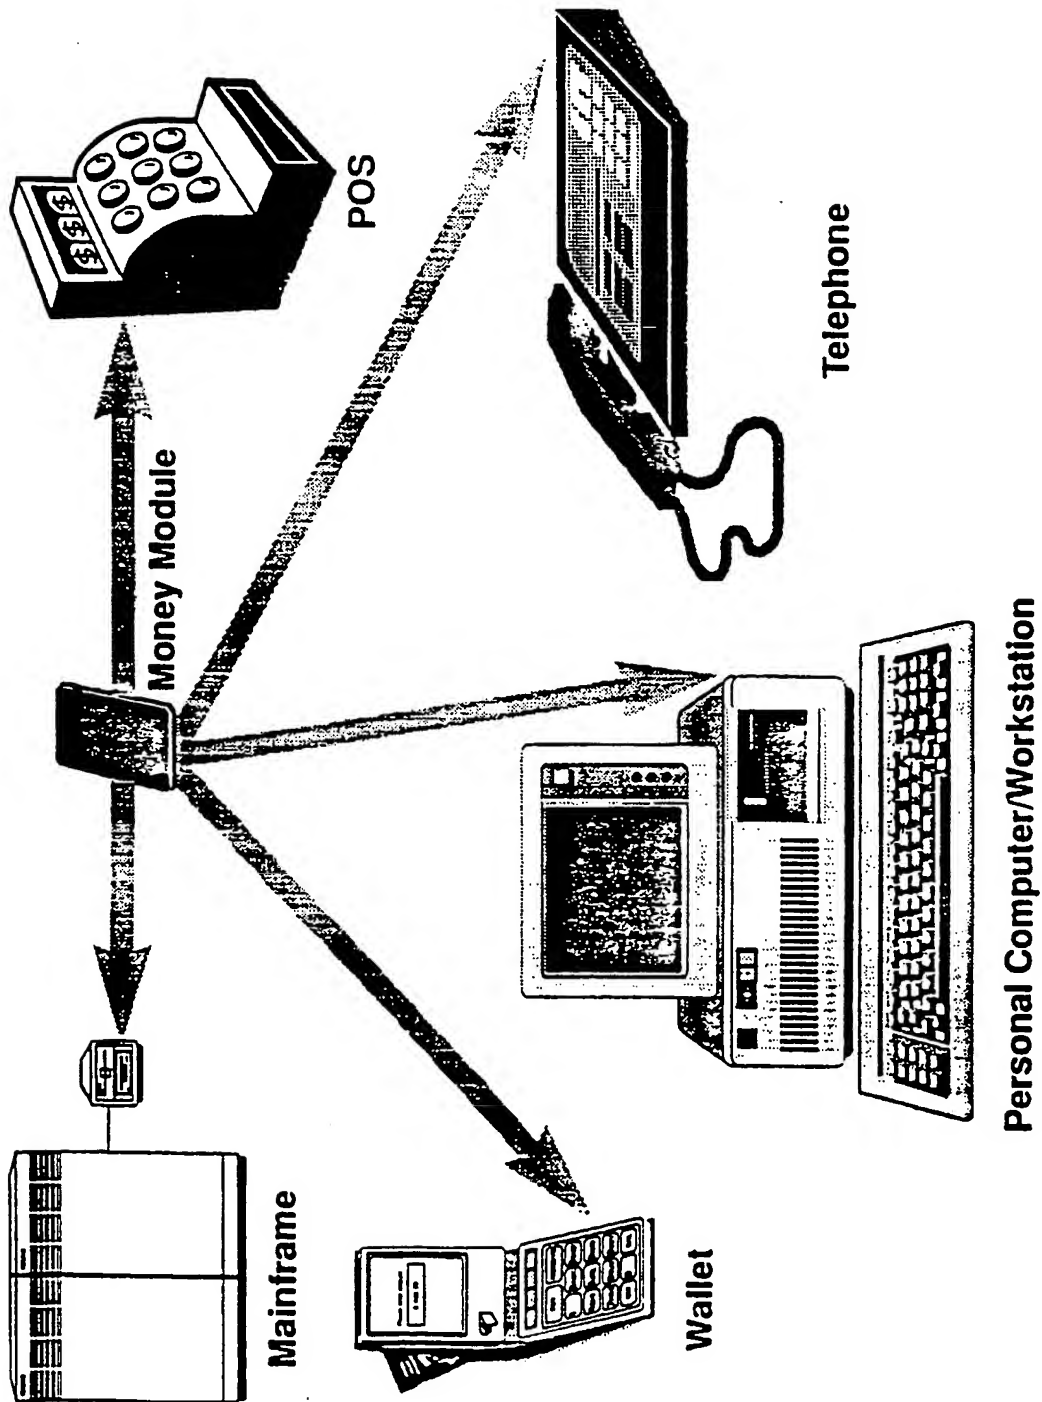 Mainframe
Money Module
POS
$ $ $
Wallet
Personal Computer/Workstation
Telephone